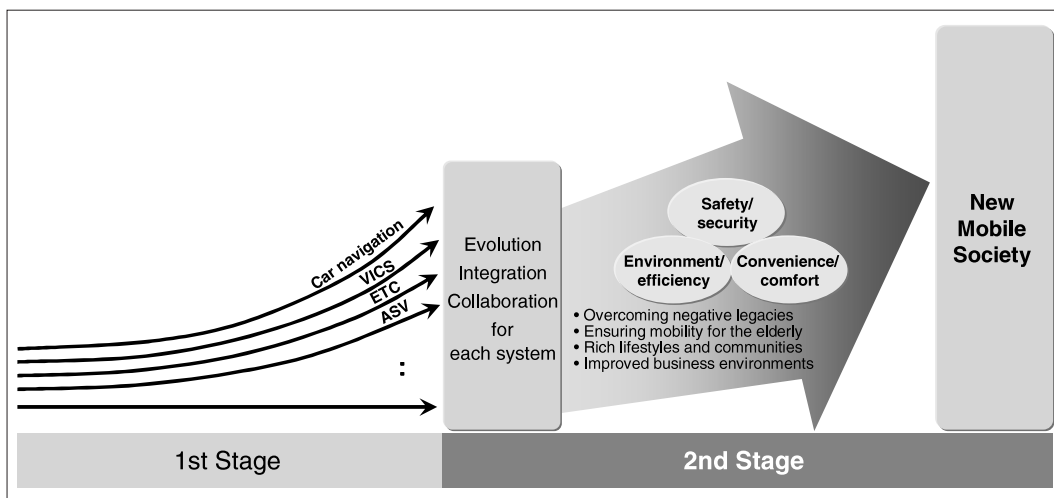 Car navigation
VICS
ETC
ASV
:
Evolution
Integration
Collaboration
for
each system
Safety/
security
Environment/
efficiency
Convenience/
comfort
• Overcoming negative legacies
• Ensuring mobility for the elderly
• Rich lifestyles and communities
• Improved business environments
New
Mobile
Society
1st Stage
2nd Stage